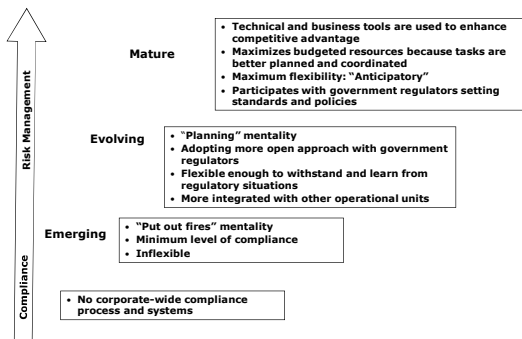 • Technical and business tools are used to enhance
competitive advantage
Mature
• Maximizes budgeted resources because tasks are
better planned and coordinated
• Maximum flexibility: “Anticipatory”
• Participates with government regulators setting
standards and policies
Risk Management
Evolving
• “Planning” mentality
• Adopting more open approach with government
regulators
• Flexible enough to withstand and learn from
regulatory situations
• More integrated with other operational units
Emerging
• “Put out fires” mentality
• Minimum level of compliance
• Inflexible
Compliance
• No corporate-wide compliance
process and systems